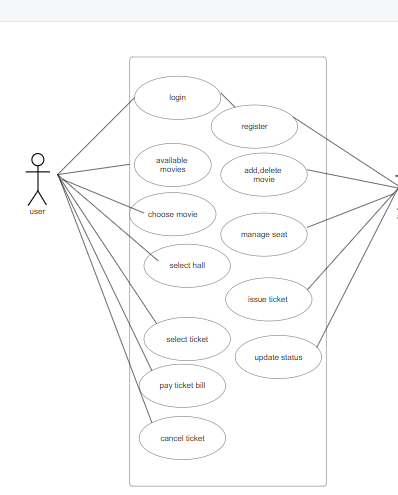 login
register
available
movies
add,delete
movie
choose movie
user
manage seat
select hall
issue ticket
select ticket
update status
pay ticket bill
cancel ticket